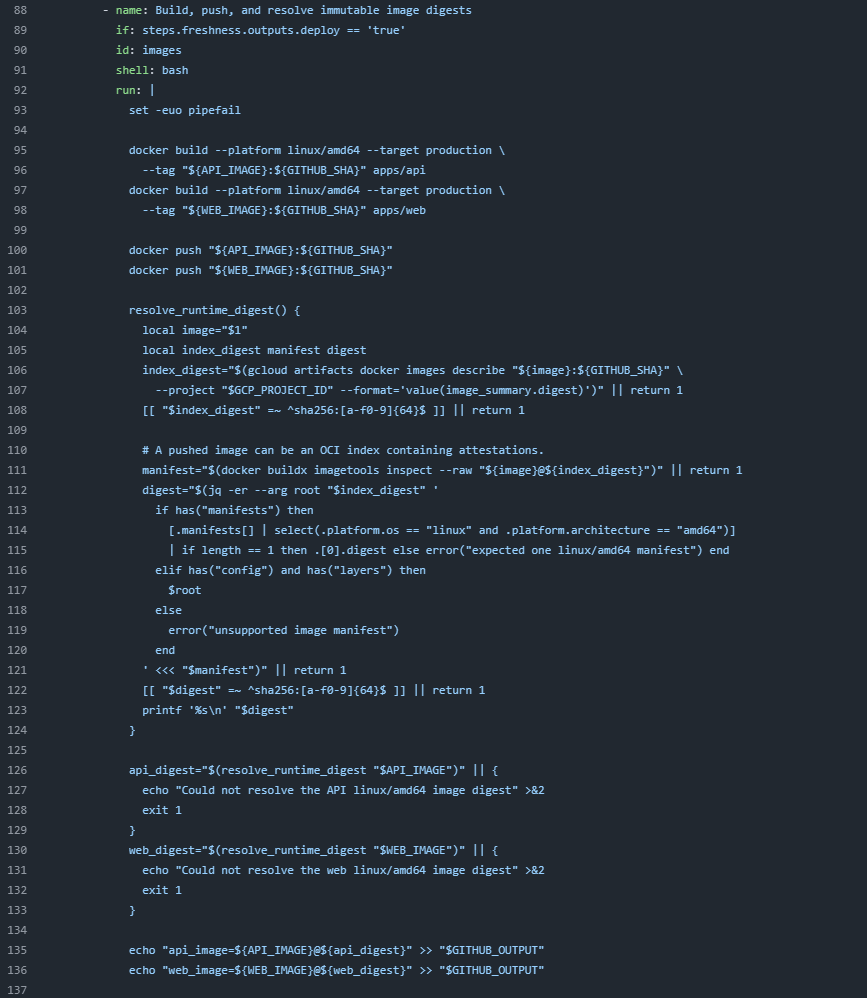 88 - name: Build, push, and resolve immutable image digests
89 if: steps.freshness.outputs.deploy == 'true'
90 id: images
91 shell: bash
92 run: |
93 set -euo pipefail
94
95 docker build --platform linux/amd64 --target production \
96 --tag "${API_IMAGE}:${GITHUB_SHA}" apps/api
97 docker build --platform linux/amd64 --target production \
98 --tag "${WEB_IMAGE}:${GITHUB_SHA}" apps/web
99
100 docker push "${API_IMAGE}:${GITHUB_SHA}"
101 docker push "${WEB_IMAGE}:${GITHUB_SHA}"
102
103 resolve_runtime_digest() {
104 local image="$1"
105 local index_digest manifest digest
106 index_digest="$(gcloud artifacts docker images describe "${image}:${GITHUB_SHA}" \
107 --project "$GCP_PROJECT_ID" --format='value(image_summary.digest)')" || return 1
108 [[ "$index_digest" =~ ^sha256:[a-f0-9]{64}$ ]] || return 1
109
110 # A pushed image can be an OCI index containing attestations.
111 manifest="$(docker buildx imagetools inspect --raw "${image}@${index_digest}")" || return 1
112 digest="$(jq -er --arg root "$index_digest" '
113 if has("manifests") then
114 [.manifests[] | select(.platform.os == "linux" and .platform.architecture == "amd64")]
115 | if length == 1 then .[0].digest else error("expected one linux/amd64 manifest") end
116 elif has("config") and has("layers") then
117 $root
118 else
119 error("unsupported image manifest")
120 end
121 ' <<< "$manifest")" || return 1
122 [[ "$digest" =~ ^sha256:[a-f0-9]{64}$ ]] || return 1
123 printf '%s\n' "$digest"
124 }
125
126 api_digest="$(resolve_runtime_digest "$API_IMAGE")" || {
127 echo "Could not resolve the API linux/amd64 image digest" >&2
128 exit 1
129 }
130 web_digest="$(resolve_runtime_digest "$WEB_IMAGE")" || {
131 echo "Could not resolve the web linux/amd64 image digest" >&2
132 exit 1
133 }
134
135 echo "api_image=${API_IMAGE}@${api_digest}" >> "$GITHUB_OUTPUT"
136 echo "web_image=${WEB_IMAGE}@${web_digest}" >> "$GITHUB_OUTPUT"
137